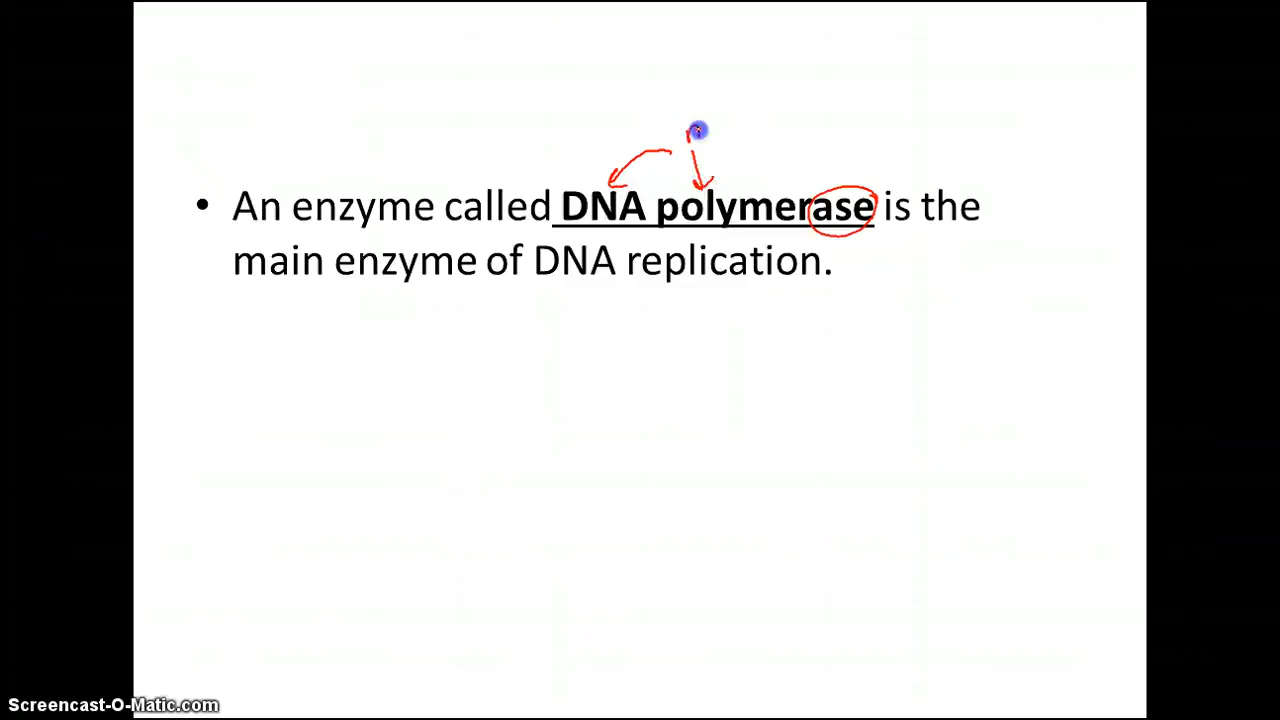 • An enzyme called DNA polymerase is the
main enzyme of DNA replication.
Screencast-O-Matic.com